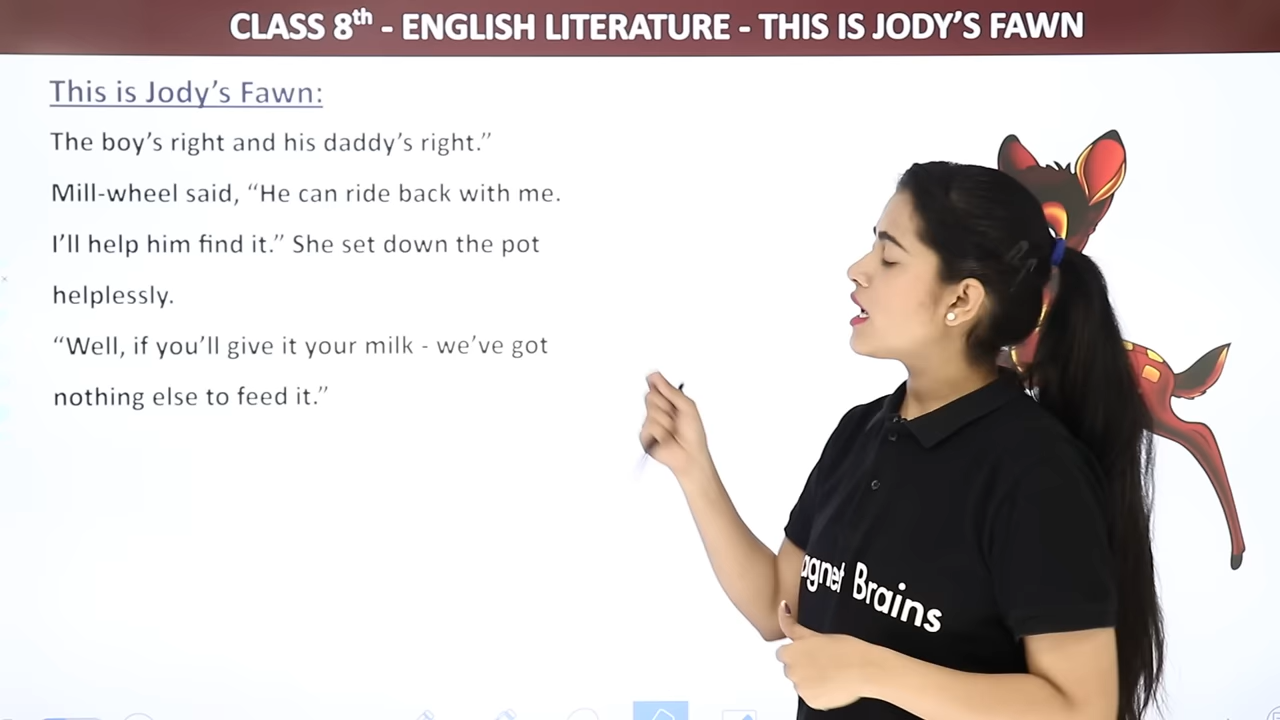 CLASS 8th - ENGLISH LITERATURE - THIS IS JODY'S FAWN
This is Jody's Fawn:
The boy's right and his daddy's right."
Mill-wheel said, "He can ride back with me.
I'll help him find it." She set down the pot
helplessly.
"Well, if you'll give it your milk - we've got
nothing else to feed it."
agnet Brains